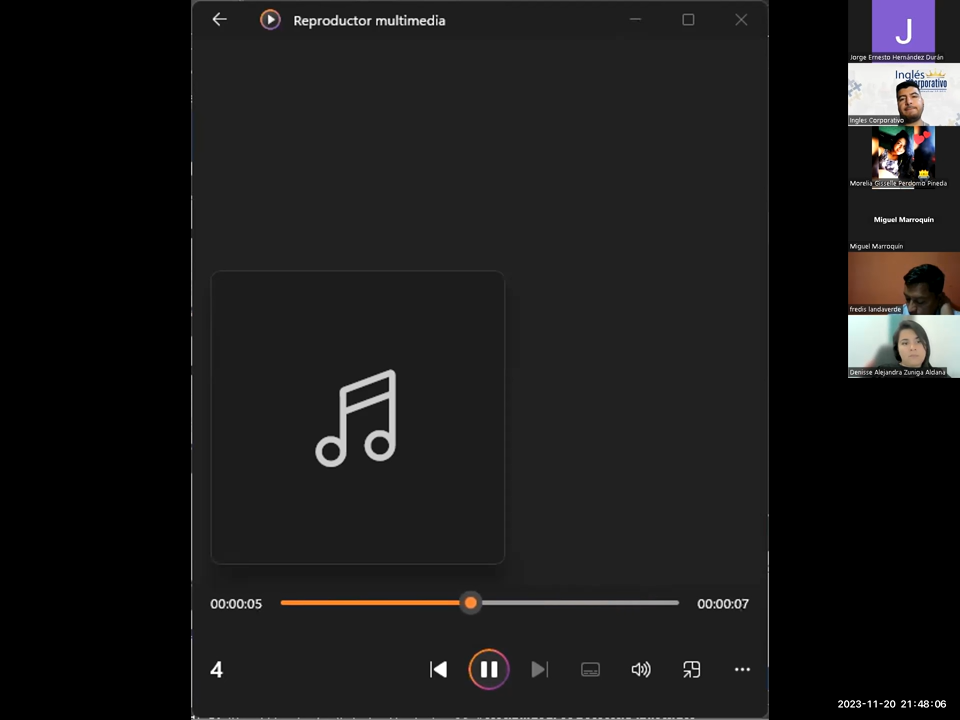 Reproductor multimedia
00:00:05
00:00:07
4
J
Jorge Ernesto Hernández Durán
Inglés
Corporativo
Ingles Corporativo
Morelia Gisselle Perdomo Pineda
Miguel Marroquín
Miguel Marroquín
fredis landaverde
Denisse Alejandra Zuniga Aldana
2023-11-20 21:48:06